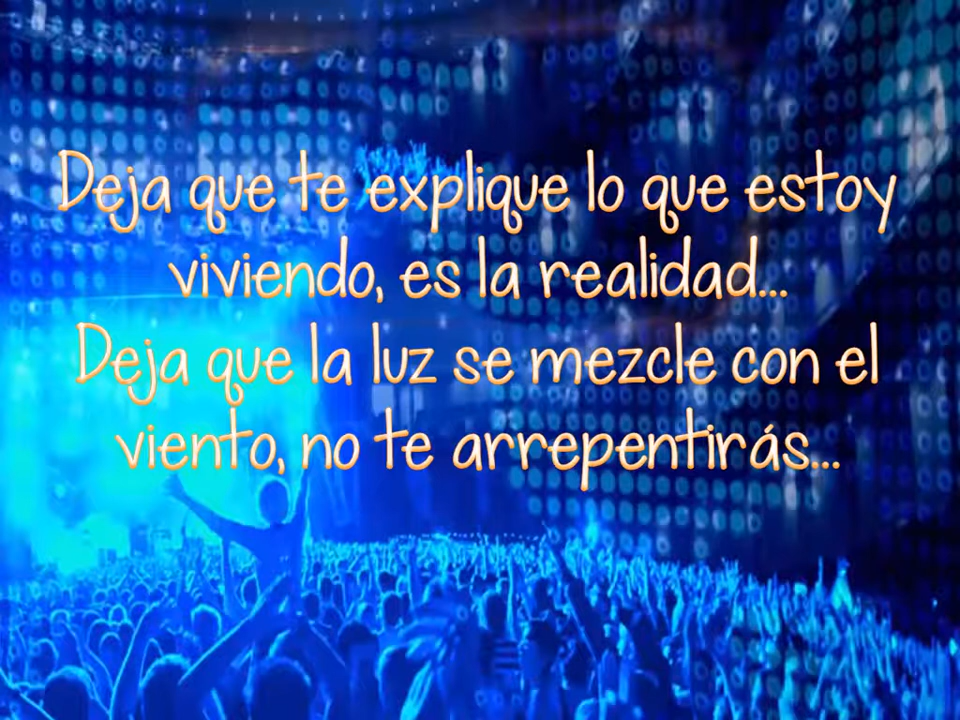 Deja que te explique lo que estoy
viviendo, es la realidad...
Deja que la luz se mezcle con el
viento, no te arrepentirás...